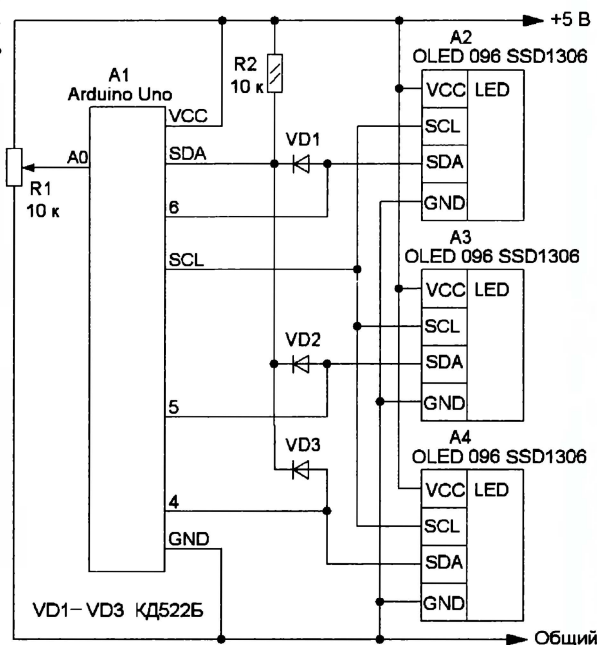 +5 В
A2
OLED 096 SSD1306
R2
10 к
A1
Arduino Uno
VCC
LED
VCC
SCL
A0
SDA
VD1
SDA
R1
10 к
6
GND
A3
OLED 096 SSD1306
SCL
VCC
LED
SCL
VD2
SDA
5
GND
VD3
A4
OLED 096 SSD1306
VCC
LED
4
SCL
GND
SDA
VD1–VD3 КД522Б
GND
Общий